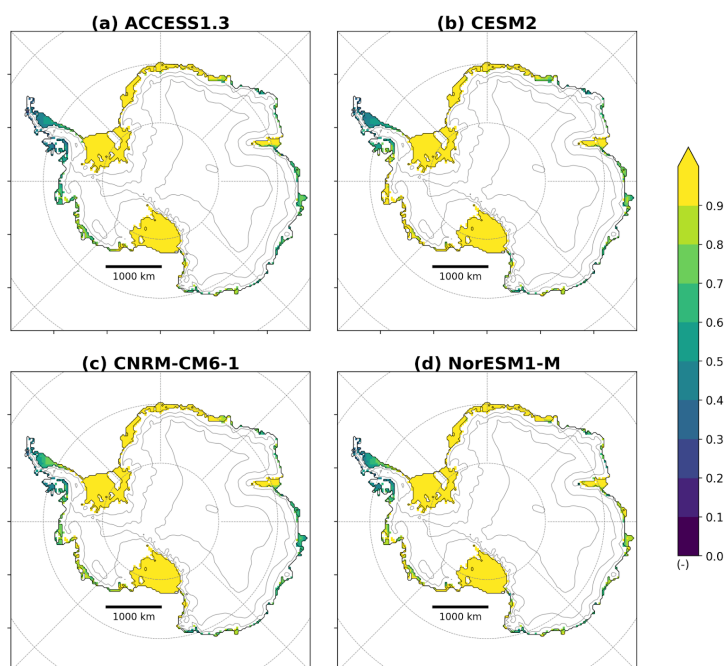 (a) ACCESS1.3
(b) CESM2
1000 km
1000 km
0.9
0.8
0.7
0.6
0.5
0.4
0.3
0.2
0.1
0.0
(-)
(c) CNRM-CM6-1
(d) NorESM1-M
1000 km
1000 km